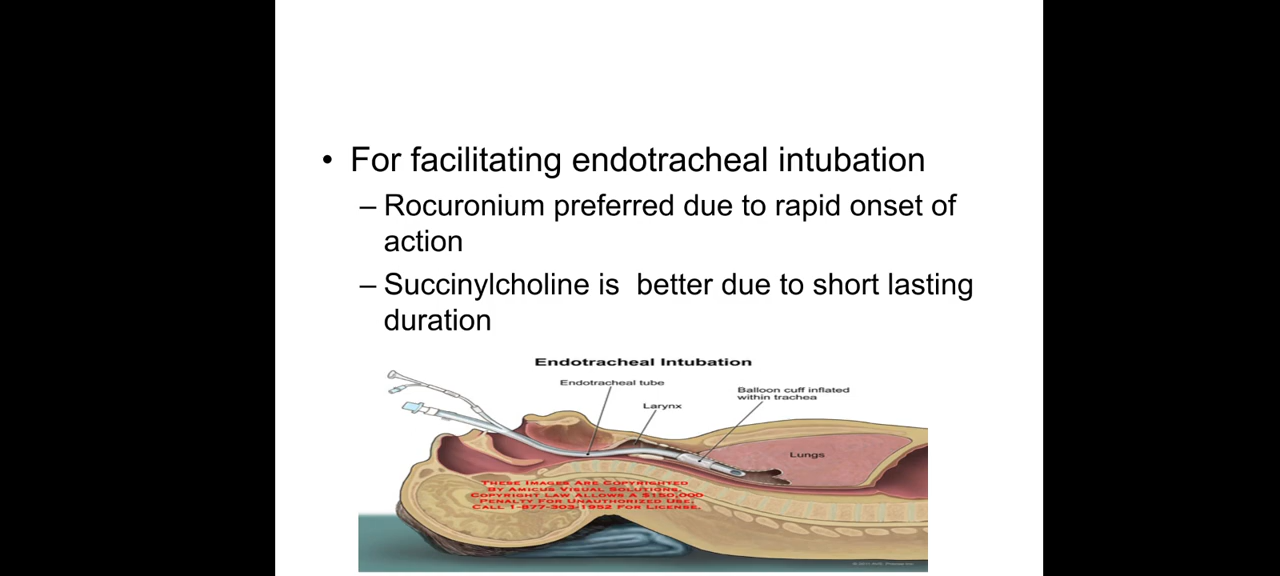 • For facilitating endotracheal intubation
– Rocuronium preferred due to rapid onset of
action
– Succinylcholine is  better due to short lasting
duration
Endotracheal Intubation
Endotracheal tube
Larynx
Balloon cuff inflated
within trachea
Lungs
These Images Are Copyrighted
By Amicus Visual Solutions.
Copyright Law Allows A $150,000
Penalty For Unauthorized Use.
Call 1-877-303-1952 For License.